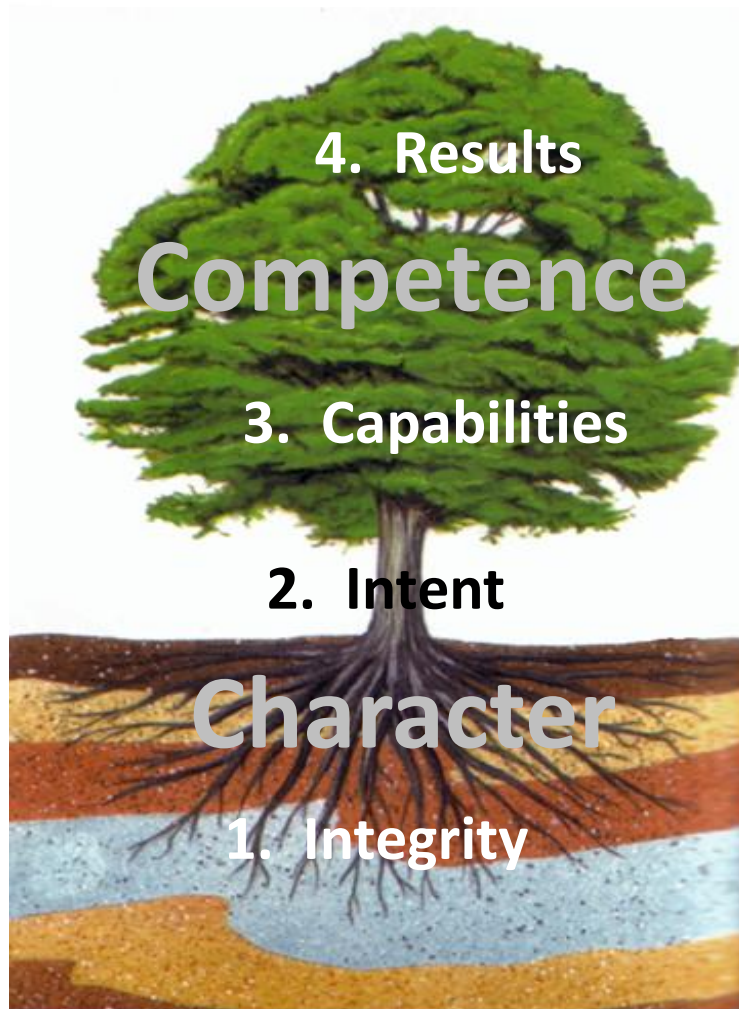 4. Results
Competence
3. Capabilities
2. Intent
Character
1. Integrity